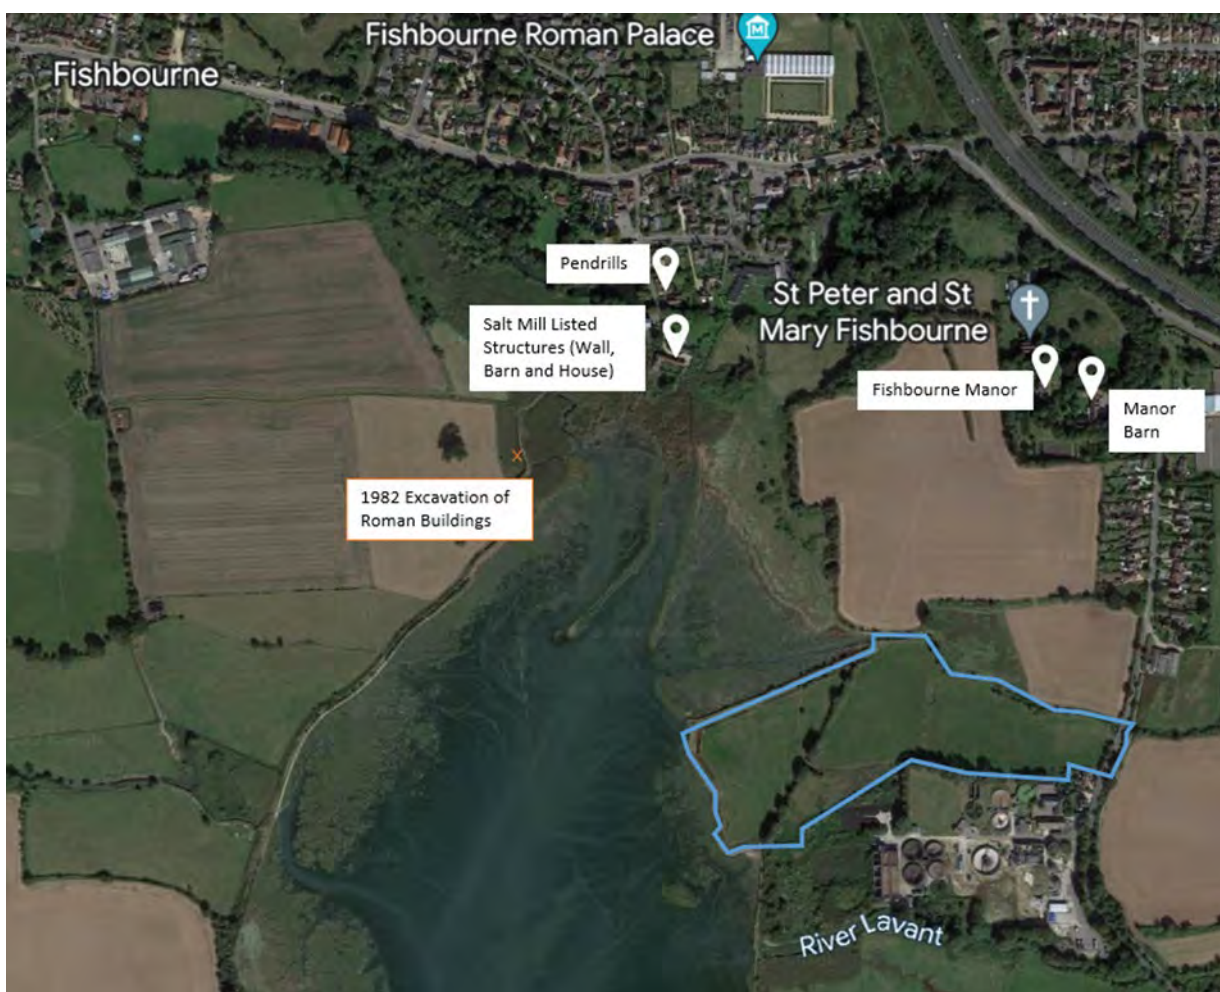 Fishbourne Roman Palace
M
Fishbourne
Pendrills
Salt Mill Listed
Structures (Wall,
Barn and House)
St Peter and St
Mary Fishbourne
Fishbourne Manor
Manor
Barn
X
1982 Excavation of
Roman Buildings
River Lavant